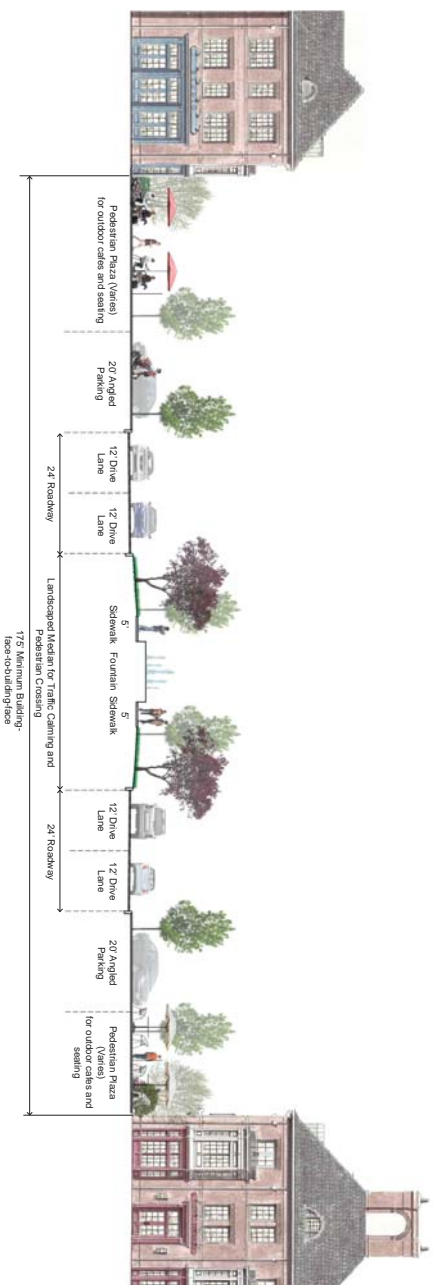 Pedestrian Plaza (Varies)
for outdoor cafes and seating
20' Angled
Parking
12' Drive
Lane
12' Drive
Lane
24' Roadway
5'
Sidewalk
Fountain
5'
Sidewalk
Landscaped Median for Traffic Calming and
Pedestrian Crossing
12' Drive
Lane
12' Drive
Lane
24' Roadway
20' Angled
Parking
Pedestrian Plaza
(Varies)
for outdoor cafes and
seating
175' Minimum Building-
face-to-building-face